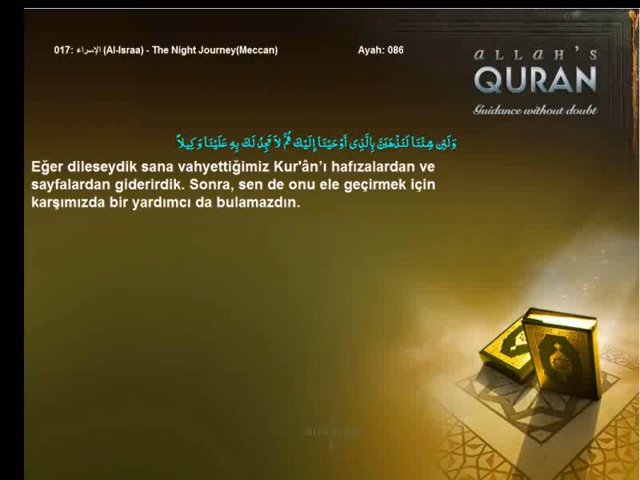 017: الإسراء (Al-Israa) - The Night Journey(Meccan) Ayah: 086
ALLAH'S
QURAN
Guidance without doubt
وَلَئِن شِئْنَا لَنَذْهَبَنَّ بِالَّذِي أَوْحَيْنَا إِلَيْكَ ثُمَّ لاَ تَجِدُ لَكَ بِهِ عَلَيْنَا وَكِيلاً
Eğer dileseydik sana vahyettiğimiz Kur'ân’ı hafızalardan ve
sayfalardan giderirdik. Sonra, sen de onu ele geçirmek için
karşımızda bir yardımcı da bulamazdın.